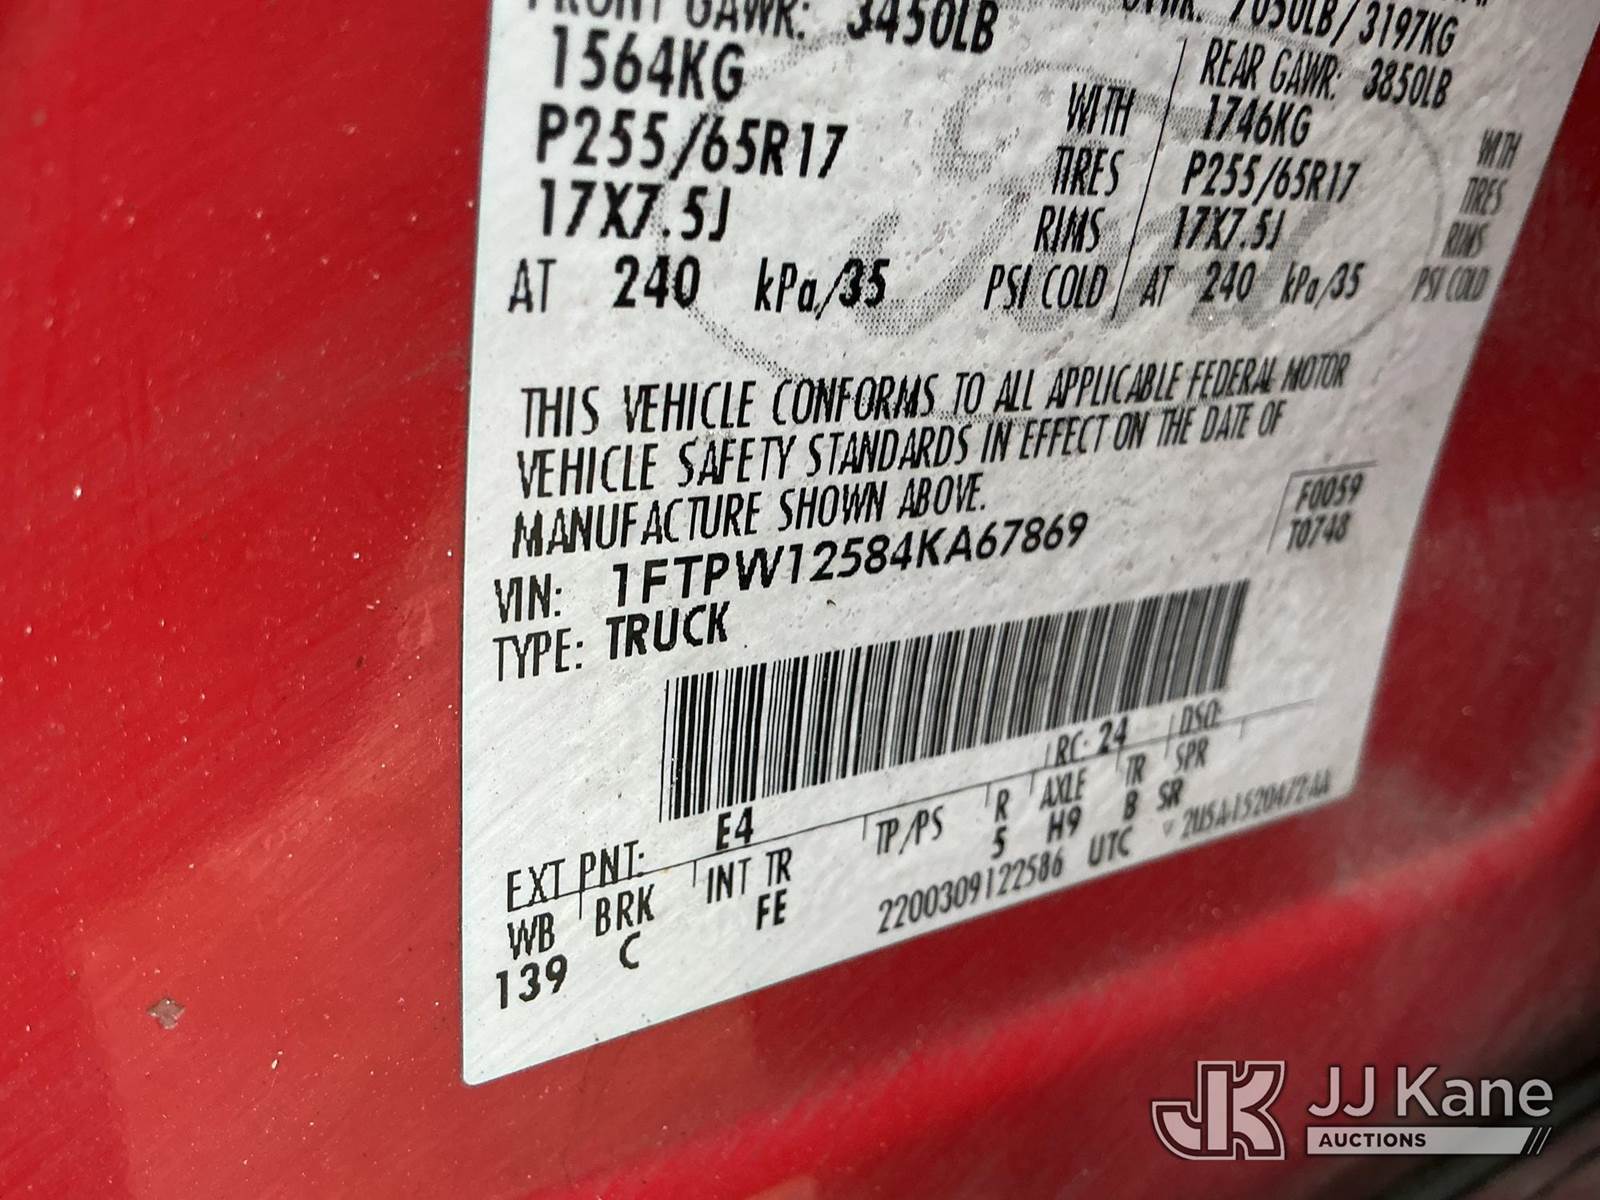 FRONT GAWR: 3450LB
1564KG WITH
P255/65R17 TIRES
17X7.5J RIMS
AT 240 kPa/35 PSI COLD
7050LB/3197KG
REAR GAWR: 3850LB
1746KG WITH
P255/65R17 TIRES
17X7.5J RIMS
AT 240 kPa/35 PSI COLD
THIS VEHICLE CONFORMS TO ALL APPLICABLE FEDERAL MOTOR
VEHICLE SAFETY STANDARDS IN EFFECT ON THE DATE OF
MANUFACTURE SHOWN ABOVE.
F0059
T0748
VIN: 1FTPW12584KA67869
TYPE: TRUCK
EXT PNT: E4 RC: 24 DSO:
WB BRK INT TR TP/PS R AXLE TR SPR
139 C FE 5 H9 B SR
2200309122586 UTC
JK JJ Kane
AUCTIONS